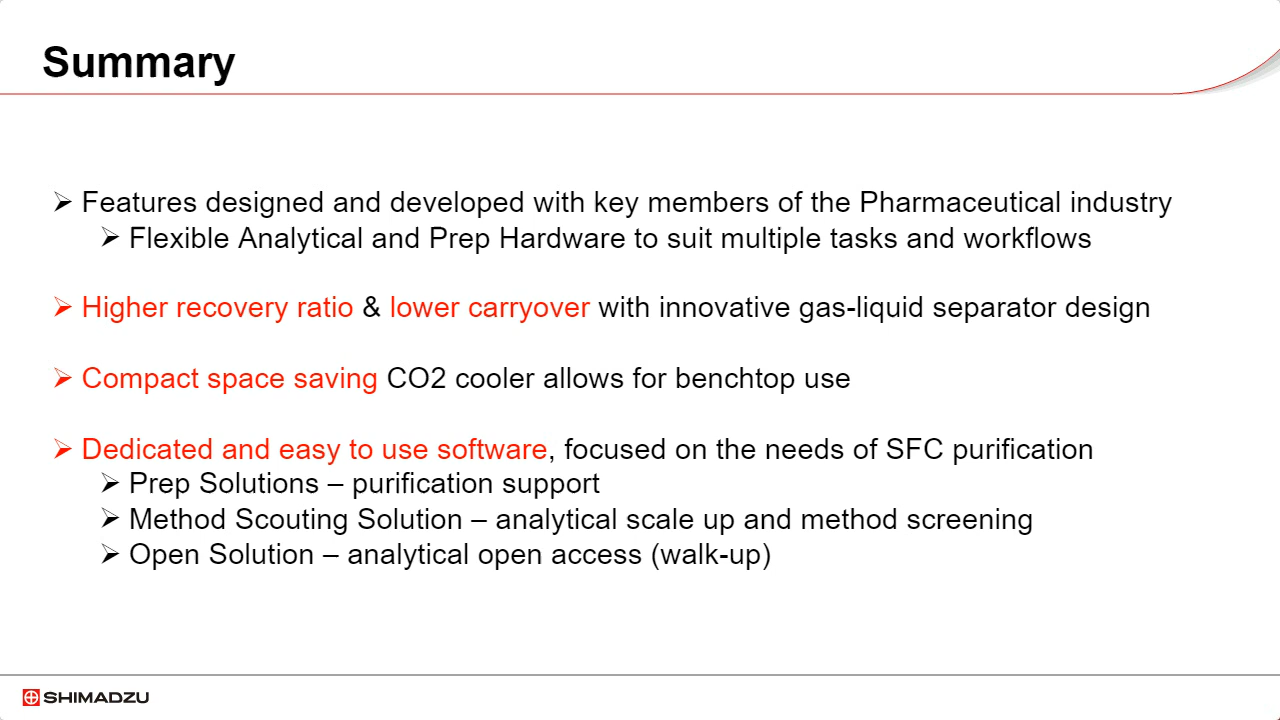 Summary
➢ Features designed and developed with key members of the Pharmaceutical industry
➢ Flexible Analytical and Prep Hardware to suit multiple tasks and workflows
➢ Higher recovery ratio & lower carryover with innovative gas-liquid separator design
➢ Compact space saving CO2 cooler allows for benchtop use
➢ Dedicated and easy to use software, focused on the needs of SFC purification
➢ Prep Solutions – purification support
➢ Method Scouting Solution – analytical scale up and method screening
➢ Open Solution – analytical open access (walk-up)
SHIMADZU